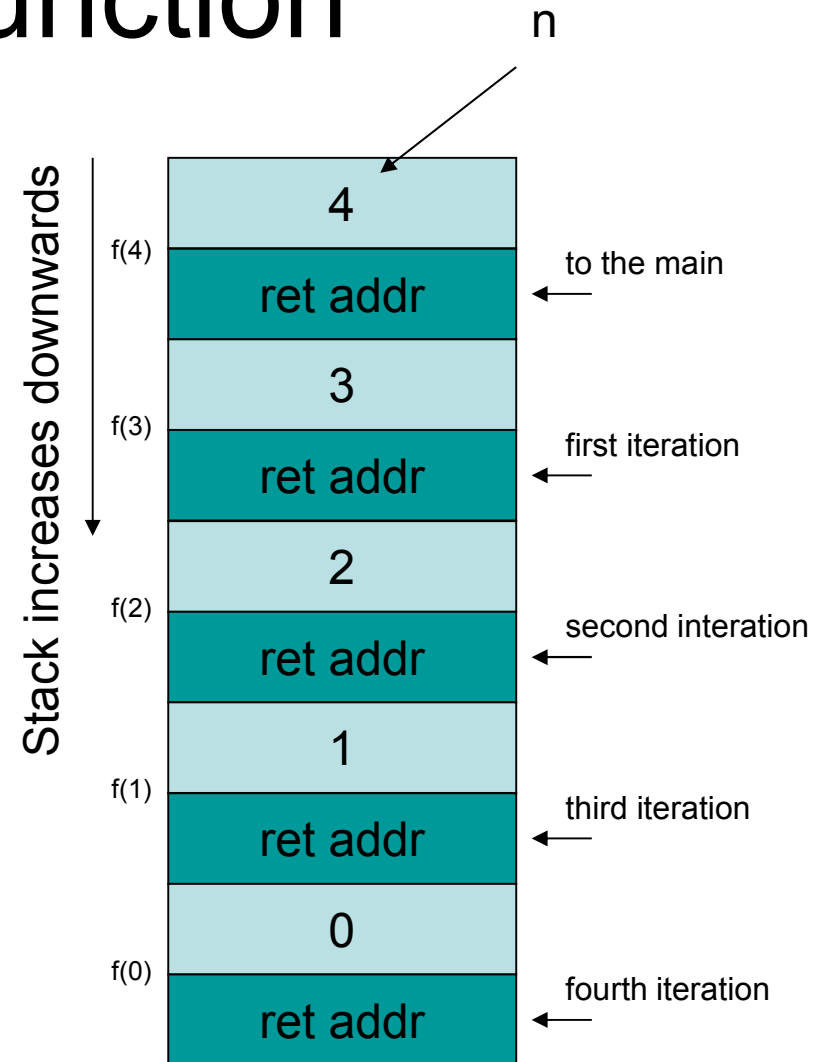 unction
n
Stack increases downwards
4
f(4)
ret addr
to the main
3
f(3)
ret addr
first iteration
2
f(2)
ret addr
second interation
1
f(1)
ret addr
third iteration
0
f(0)
ret addr
fourth iteration